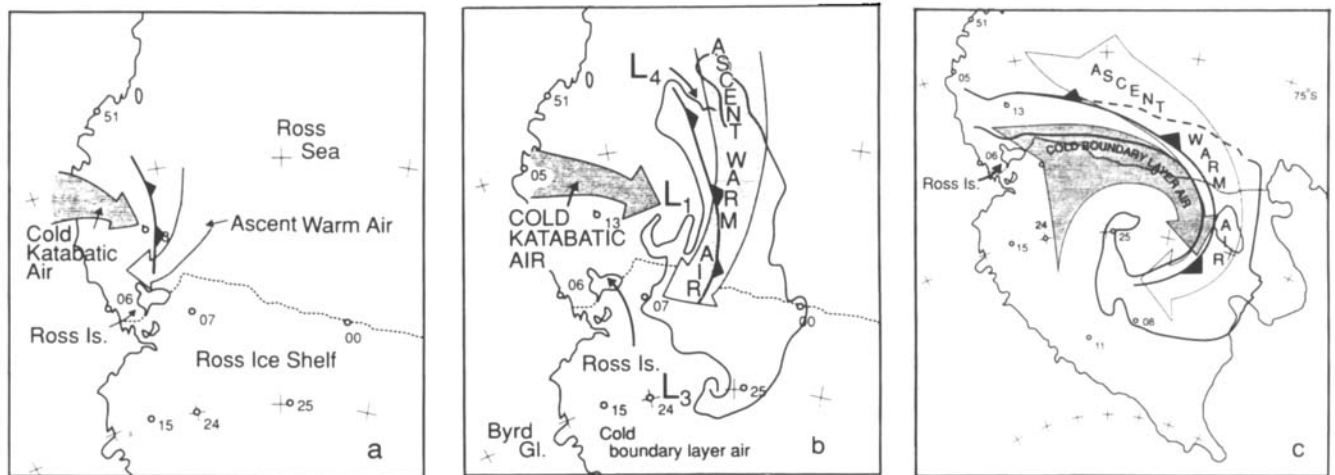 51
Ross
Sea
Cold
Katabatic
Air
Ascent Warm Air
06
Ross Is.
07
00
Ross Ice Shelf
15
24
25
a
L4
ASCENT WARM AIR
51
05
COLD
KATABATIC
AIR
13
L1
06
07
00
Ross Is.
L3
25
15
24
Byrd
Gl.
Cold
boundary layer air
b
51
05
13
ASCENT WARM AIR
75°S
06
Ross Is.
COLD BOUNDARY LAYER AIR
15
24
25
08
11
c